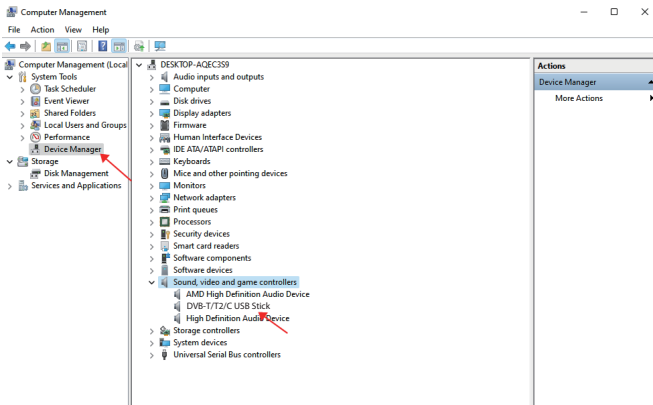 Computer Management
File Action View Help
Computer Management (Local
System Tools
Task Scheduler
Event Viewer
Shared Folders
Local Users and Groups
Performance
Device Manager
Storage
Disk Management
Services and Applications
DESKTOP-AQEC3S9
Audio inputs and outputs
Computer
Disk drives
Display adapters
Firmware
Human Interface Devices
IDE ATA/ATAPI controllers
Keyboards
Mice and other pointing devices
Monitors
Network adapters
Print queues
Processors
Security devices
Smart card readers
Software components
Software devices
Sound, video and game controllers
AMD High Definition Audio Device
DVB-T/T2/C USB Stick
High Definition Audio Device
Storage controllers
System devices
Universal Serial Bus controllers
Actions
Device Manager
More Actions